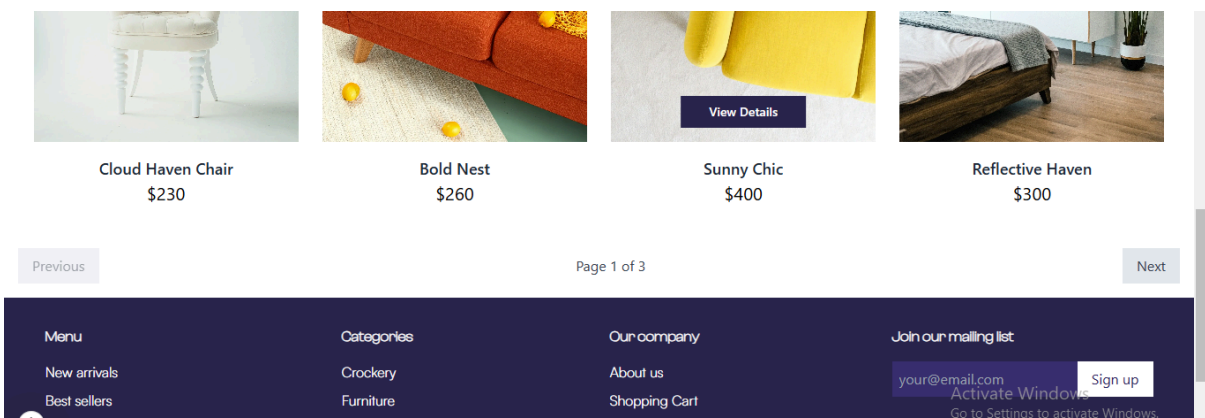 View Details
Cloud Haven Chair
$230
Bold Nest
$260
Sunny Chic
$400
Reflective Haven
$300
Previous
Page 1 of 3
Next
Menu
New arrivals
Best sellers
Categories
Crockery
Furniture
Our company
About us
Shopping Cart
Join our mailing list
your@email.com
Sign up
Activate Windows
Go to Settings to activate Windows.